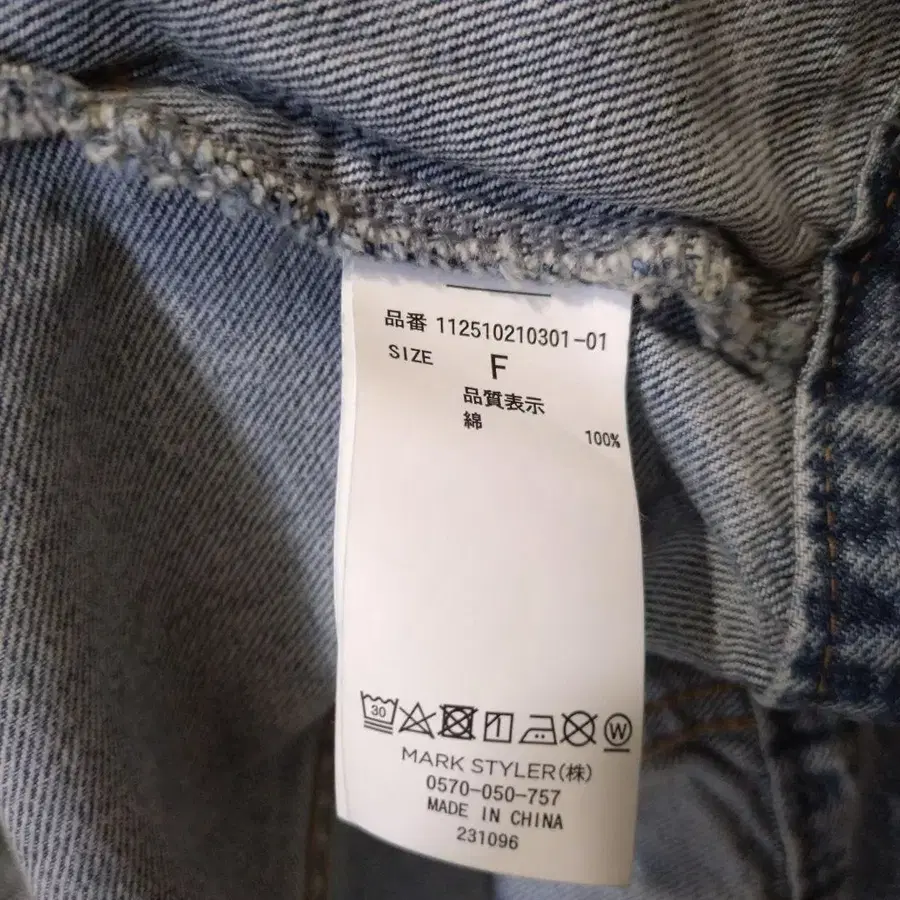 品番 112510210301-01
SIZE F
品質表示
綿 100%
30 W
MARK STYLER(株)
0570-050-757
MADE IN CHINA
231096